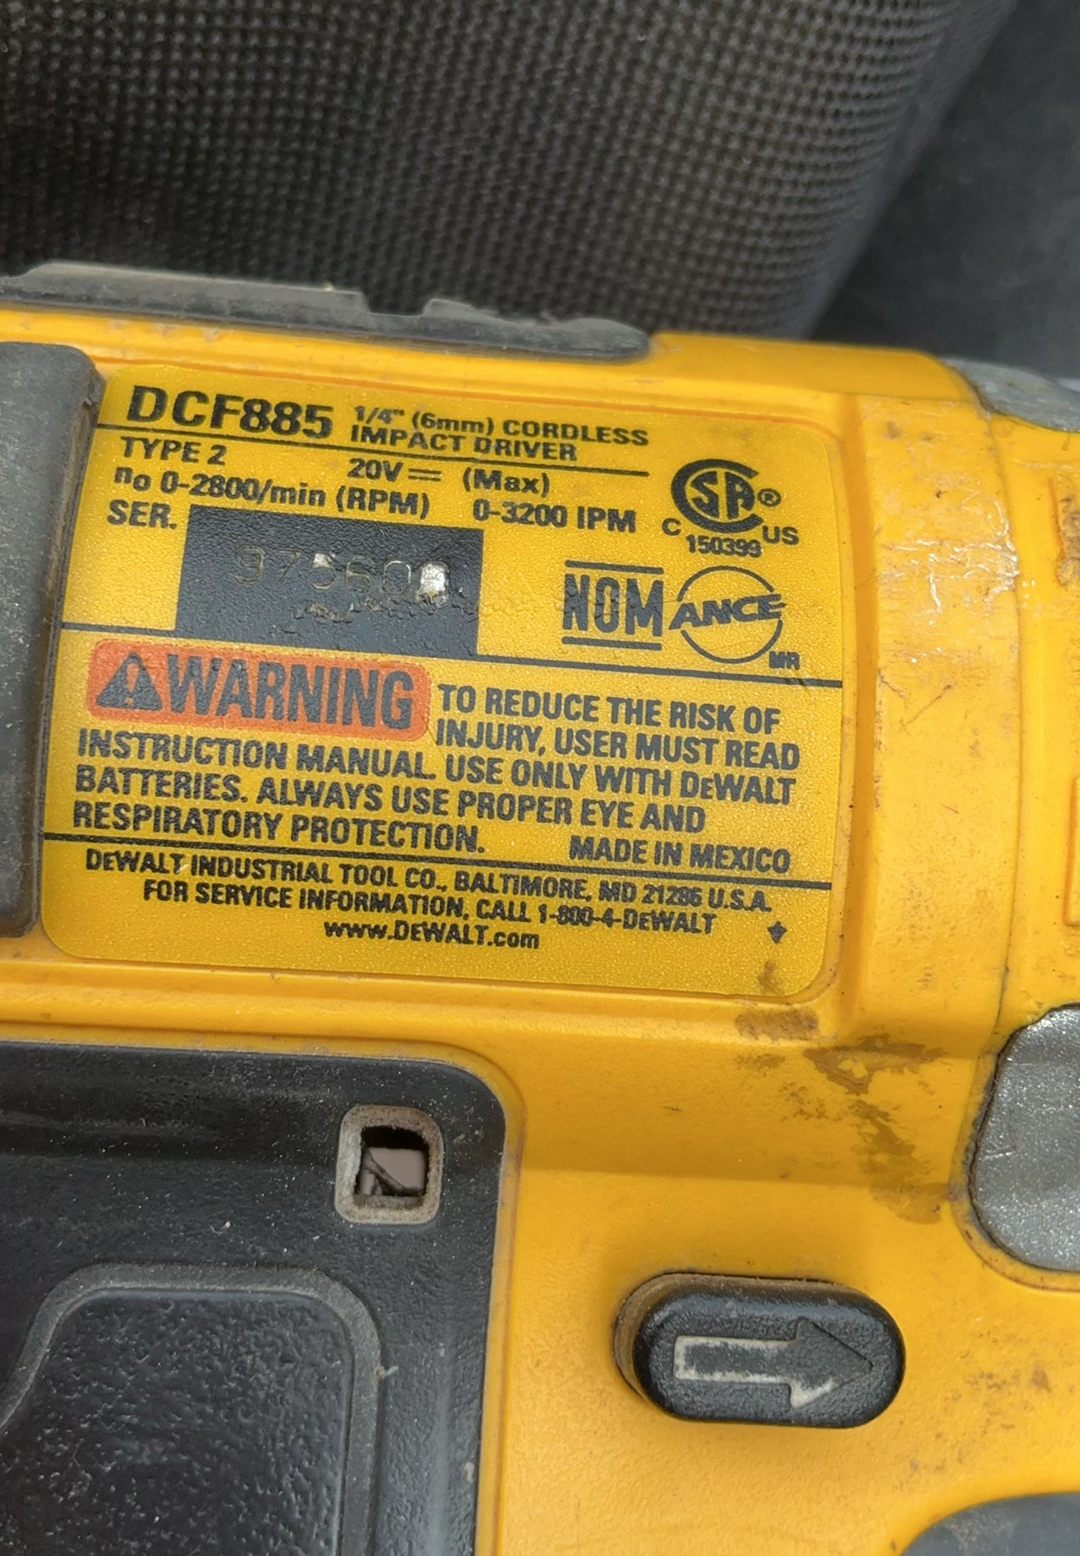 DCF885 1/4" (6mm) CORDLESS
IMPACT DRIVER
TYPE 2 20V⎓ (Max)
no 0-2800/min (RPM) 0-3200 IPM
SER.
CSA® C US
150399
NOM ANCE MR
⚠WARNING TO REDUCE THE RISK OF
INJURY, USER MUST READ
INSTRUCTION MANUAL. USE ONLY WITH DeWALT
BATTERIES. ALWAYS USE PROPER EYE AND
RESPIRATORY PROTECTION. MADE IN MEXICO
DeWALT INDUSTRIAL TOOL CO., BALTIMORE, MD 21286 U.S.A.
FOR SERVICE INFORMATION, CALL 1-800-4-DeWALT
www.DeWALT.com